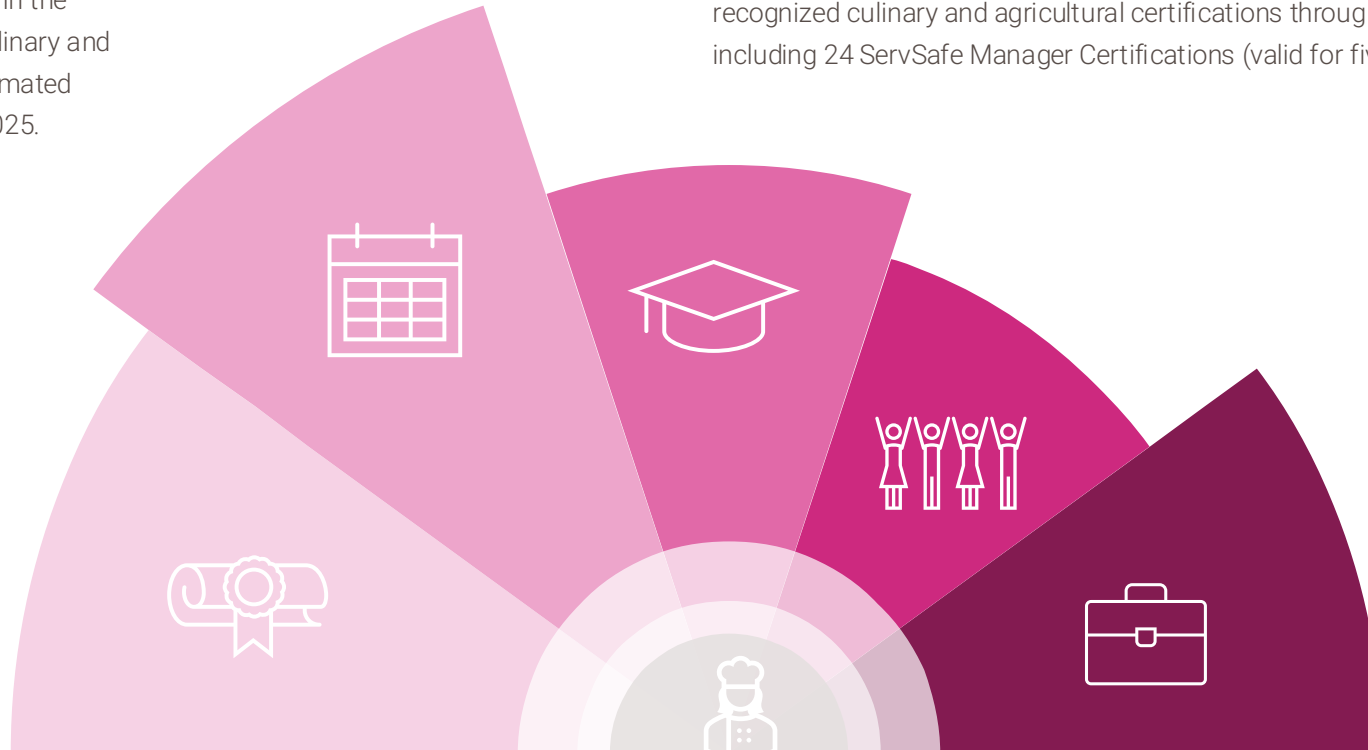 in the
linary and
mated
025.
recognized culinary and agricultural certifications throug
including 24 ServSafe Manager Certifications (valid for fiv